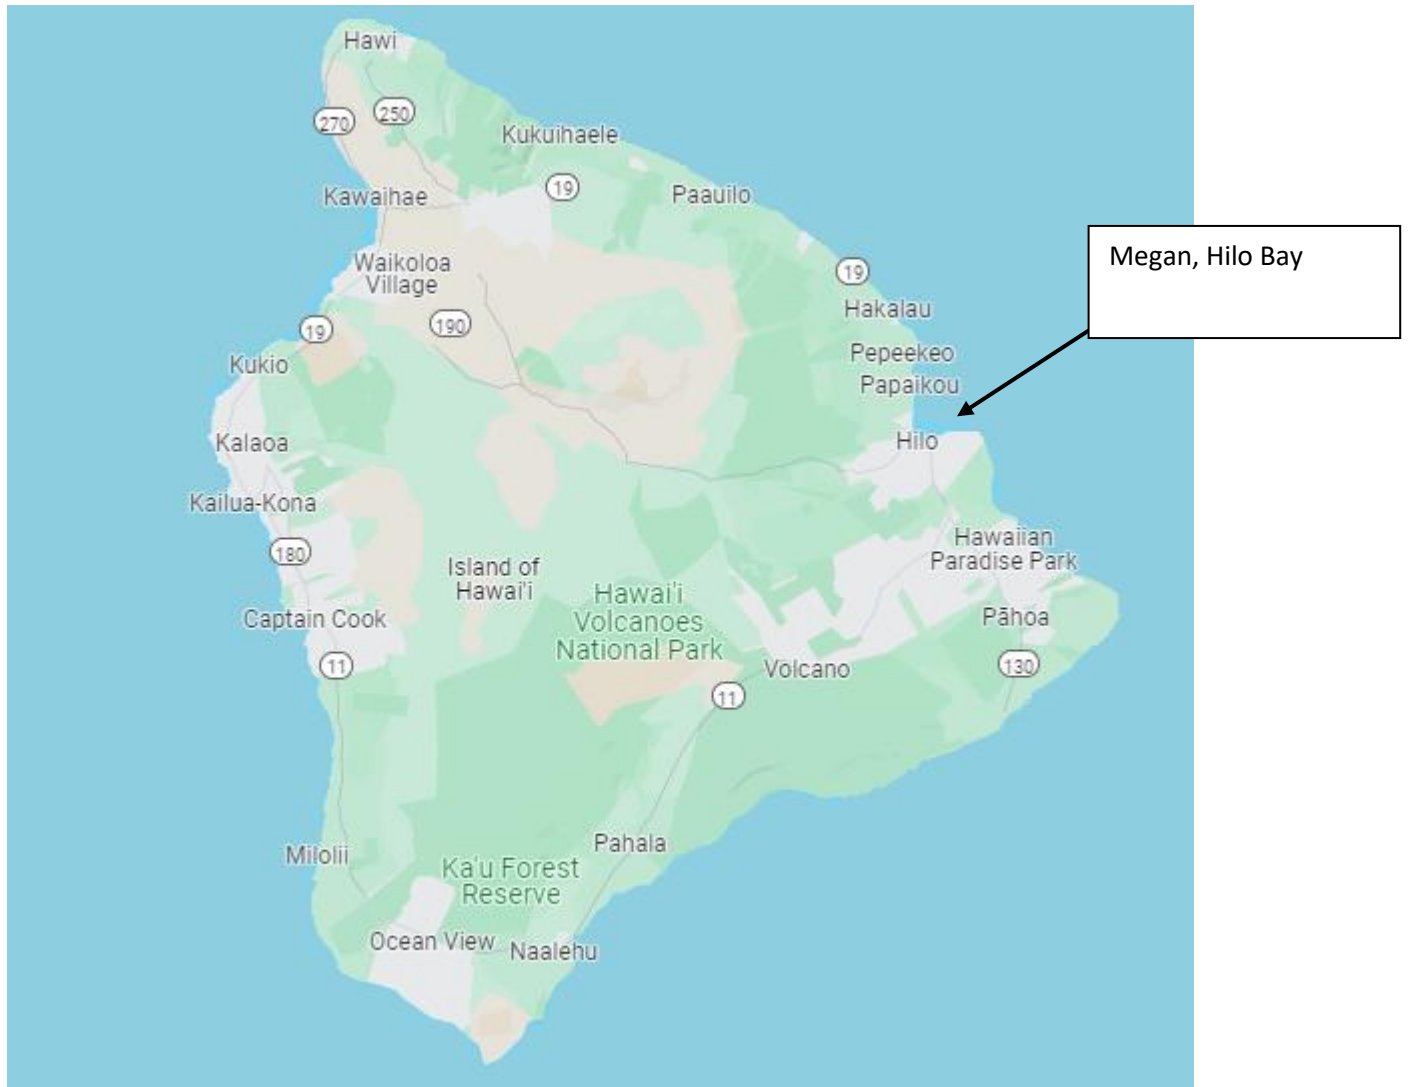 Hawi
250
270
Kukuihaele
19
Kawaihae
Paauilo
Megan, Hilo Bay
Waikoloa
Village
19
Hakalau
190
19
Pepeekeo
Kukio
Papaikou
Kalaoa
Hilo
Kailua-Kona
Hawaiian
Paradise Park
180
Island of
Hawai'i
Hawai'i
Volcanoes
National Park
Captain Cook
Pāhoa
11
Volcano
130
11
Pahala
Milolii
Ka'u Forest
Reserve
Ocean View
Naalehu